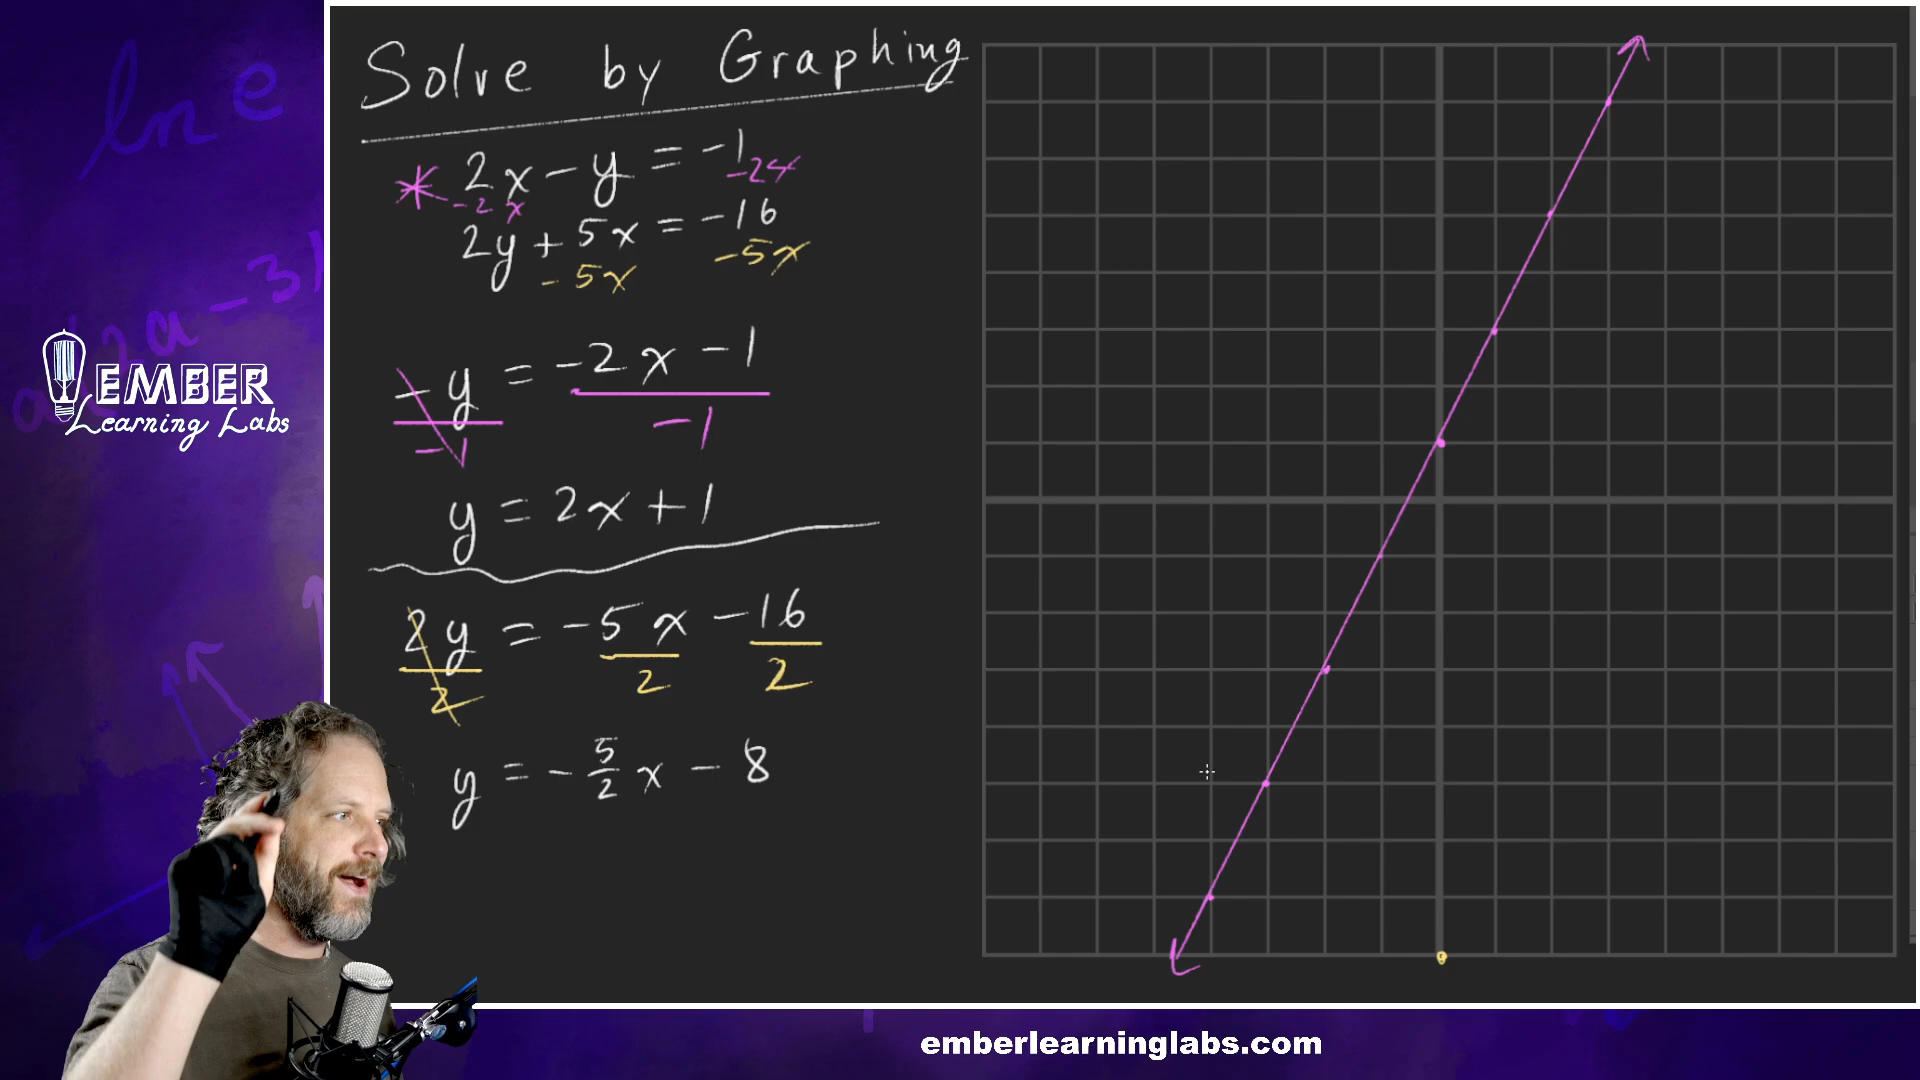 ln e
EMBER
Learning Labs
Solve by Graphing
* 2x - y = -1
-2x -2x
2y + 5x = -16
-5x -5x
-y = -2x - 1
-1 -1
y = 2x + 1
2y = -5x - 16
2 2 2
y = - 5/2 x - 8
emberlearninglabs.com